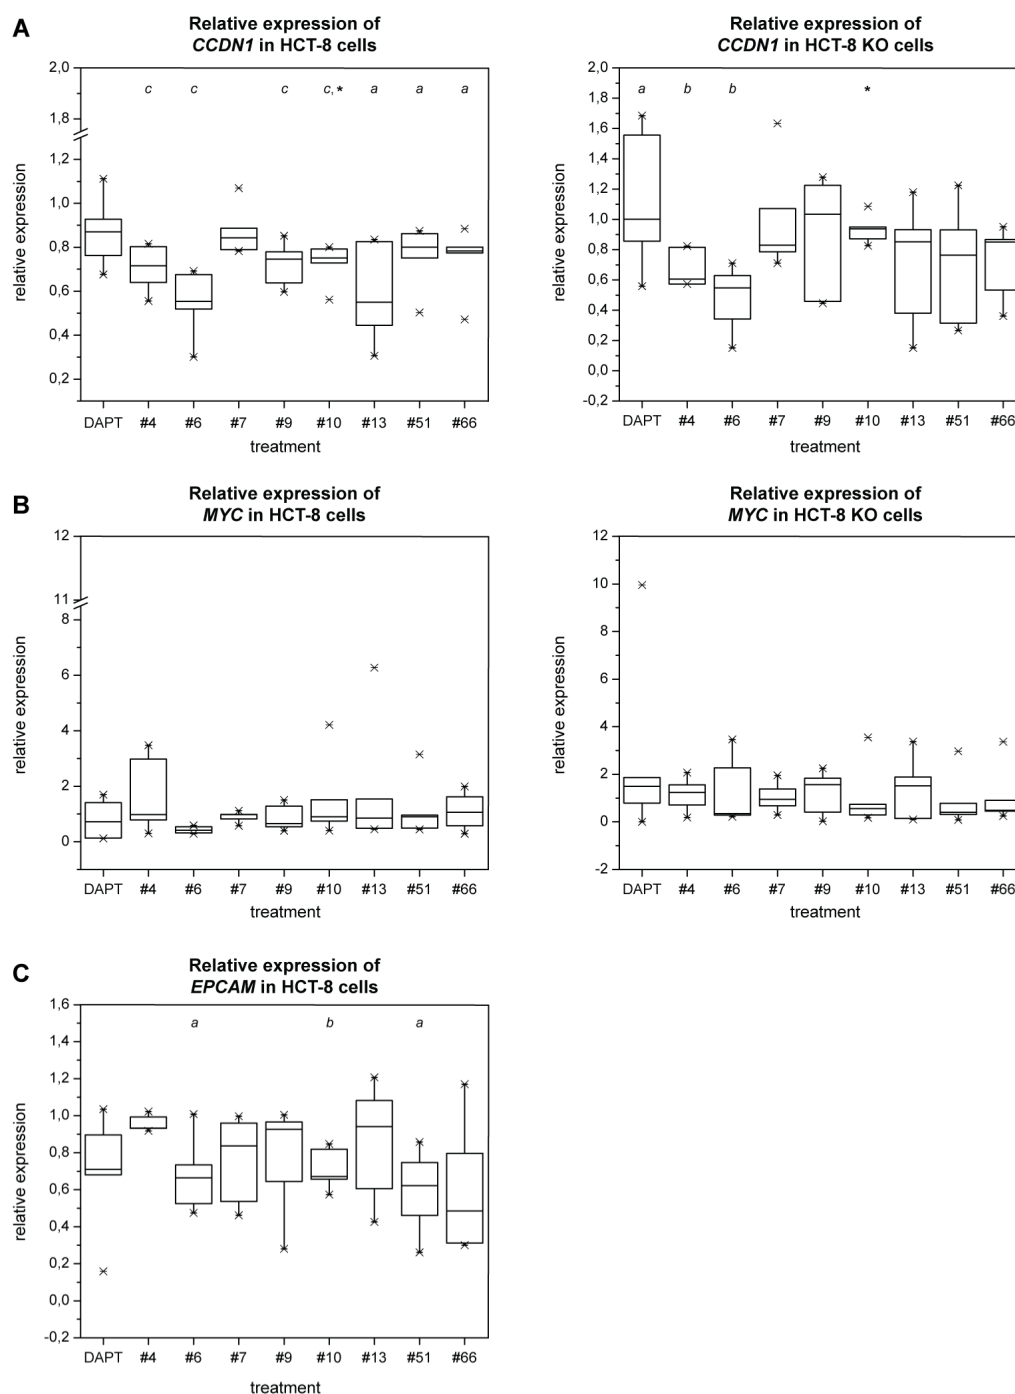 A
Relative expression of
CCDN1 in HCT-8 cells
2,0
1,8
1,2
1,0
0,8
0,6
0,4
0,2
c c c c,* a a a
relative expression
DAPT #4 #6 #7 #9 #10 #13 #51 #66
treatment
Relative expression of
CCDN1 in HCT-8 KO cells
2,0
1,8
1,6
1,4
1,2
1,0
0,8
0,6
0,4
0,2
0,0
-0,2
a b b *
relative expression
DAPT #4 #6 #7 #9 #10 #13 #51 #66
treatment
B
Relative expression of
MYC in HCT-8 cells
12
11
8
6
4
2
0
relative expression
DAPT #4 #6 #7 #9 #10 #13 #51 #66
treatment
Relative expression of
MYC in HCT-8 KO cells
12
10
8
6
4
2
0
-2
relative expression
DAPT #4 #6 #7 #9 #10 #13 #51 #66
treatment
C
Relative expression of
EPCAM in HCT-8 cells
1,6
1,4
1,2
1,0
0,8
0,6
0,4
0,2
0,0
-0,2
a b a
relative expression
DAPT #4 #6 #7 #9 #10 #13 #51 #66
treatment